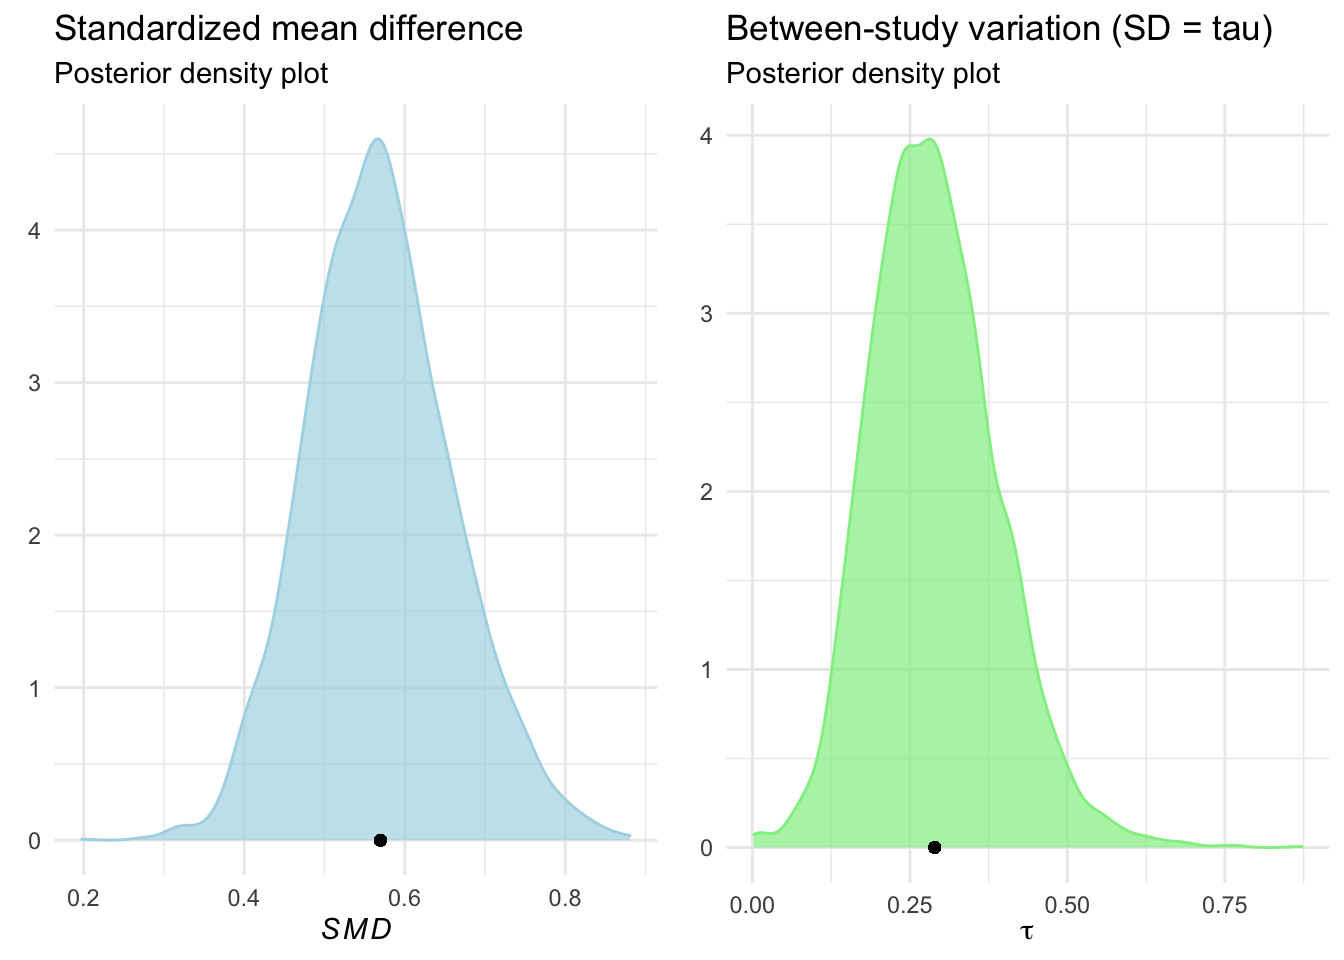 Standardized mean difference
Posterior density plot
4
3
2
1
0
0.2 0.4 0.6 0.8
SMD
Between-study variation (SD = tau)
Posterior density plot
4
3
2
1
0
0.00 0.25 0.50 0.75
τ